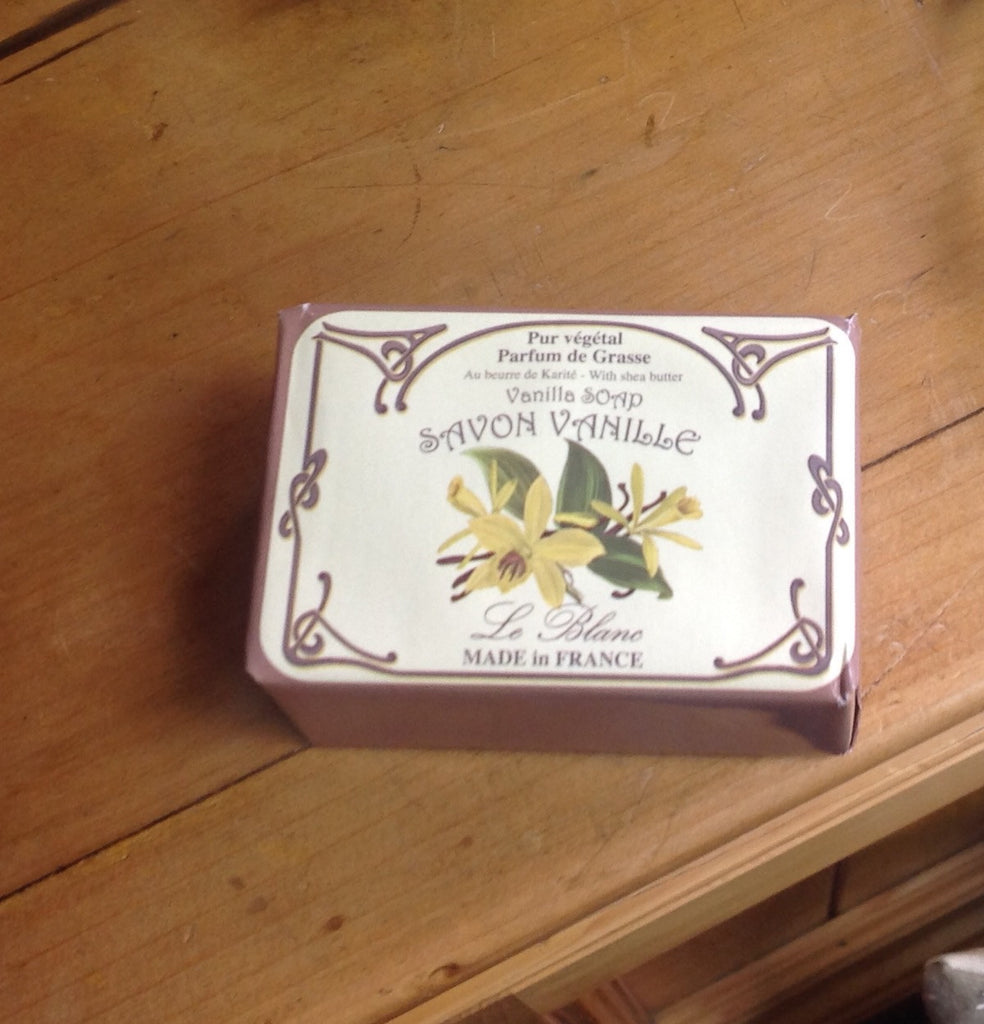 Pur végétal
Parfum de Grasse
Au beurre de Karité - With shea butter
Vanilla SOAP
SAVON VANILLE
Le Blanc
MADE in FRANCE